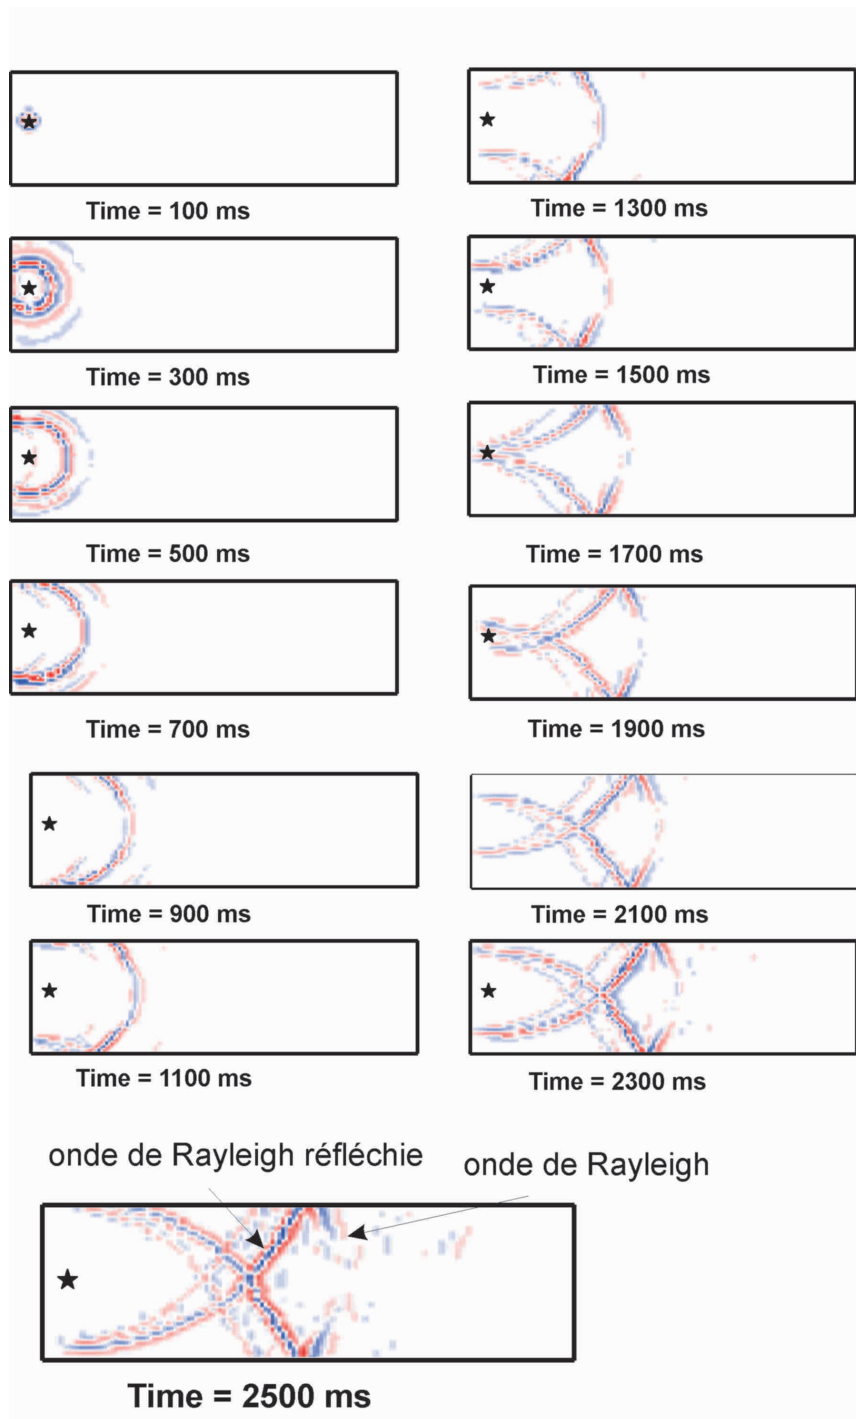 Time = 100 ms
Time = 300 ms
Time = 500 ms
Time = 700 ms
Time = 900 ms
Time = 1100 ms
Time = 1300 ms
Time = 1500 ms
Time = 1700 ms
Time = 1900 ms
Time = 2100 ms
Time = 2300 ms
onde de Rayleigh réfléchie
onde de Rayleigh
Time = 2500 ms